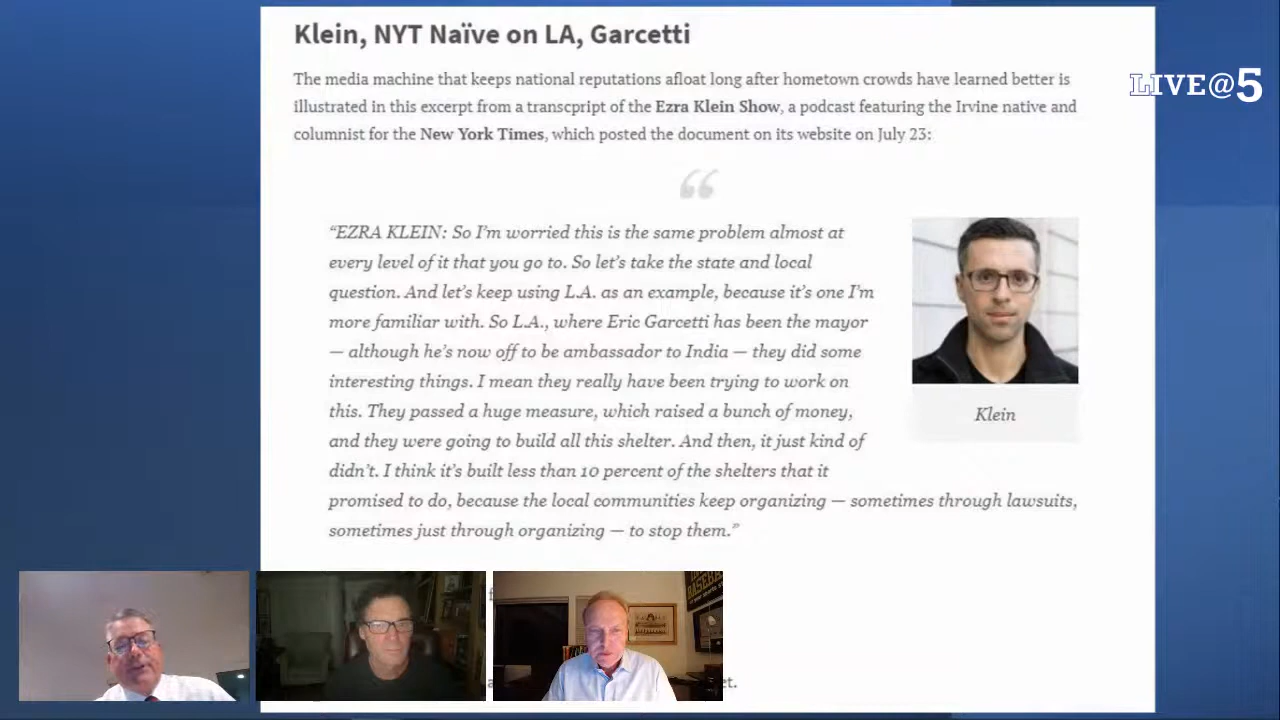 Klein, NYT Naïve on LA, Garcetti
LIVE@5
The media machine that keeps national reputations afloat long after hometown crowds have learned better is
illustrated in this excerpt from a transcpript of the Ezra Klein Show, a podcast featuring the Irvine native and
columnist for the New York Times, which posted the document on its website on July 23:
“
“EZRA KLEIN: So I’m worried this is the same problem almost at
every level of it that you go to. So let’s take the state and local
question. And let’s keep using L.A. as an example, because it’s one I’m
more familiar with. So L.A., where Eric Garcetti has been the mayor
— although he’s now off to be ambassador to India — they did some
interesting things. I mean they really have been trying to work on
this. They passed a huge measure, which raised a bunch of money,
and they were going to build all this shelter. And then, it just kind of
didn’t. I think it’s built less than 10 percent of the shelters that it
promised to do, because the local communities keep organizing — sometimes through lawsuits,
sometimes just through organizing — to stop them.”
Klein
BASEBALL